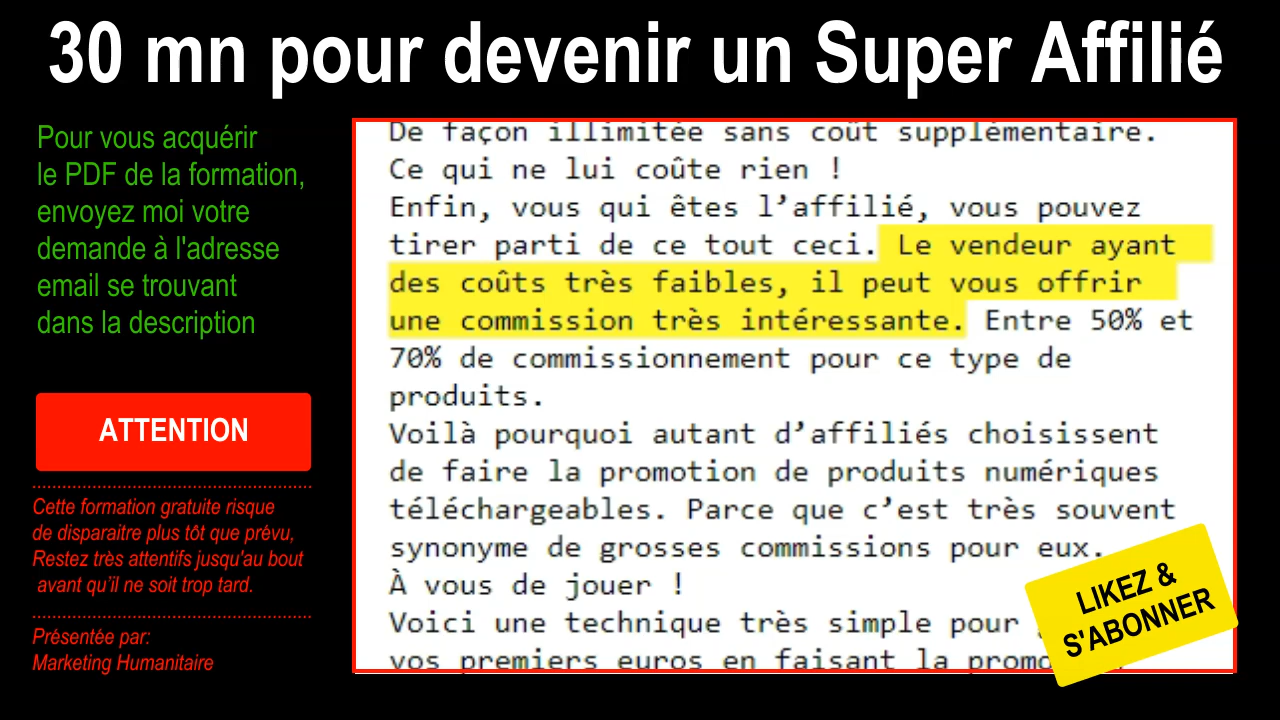 30 mn pour devenir un Super Affilié
Pour vous acquérir
le PDF de la formation,
envoyez moi votre
demande à l'adresse
email se trouvant
dans la description
ATTENTION
Cette formation gratuite risque
de disparaitre plus tôt que prévu,
Restez très attentifs jusqu'au bout
avant qu’il ne soit trop tard.
Présentée par:
Marketing Humanitaire
De façon illimitée sans coût supplémentaire.
Ce qui ne lui coûte rien !
Enfin, vous qui êtes l’affilié, vous pouvez
tirer parti de ce tout ceci. Le vendeur ayant
des coûts très faibles, il peut vous offrir
une commission très intéressante. Entre 50% et
70% de commissionnement pour ce type de
produits.
Voilà pourquoi autant d’affiliés choisissent
de faire la promotion de produits numériques
téléchargeables. Parce que c’est très souvent
synonyme de grosses commissions pour eux.
À vous de jouer !
Voici une technique très simple pour
vos premiers euros en faisant la
LIKEZ &
S'ABONNER